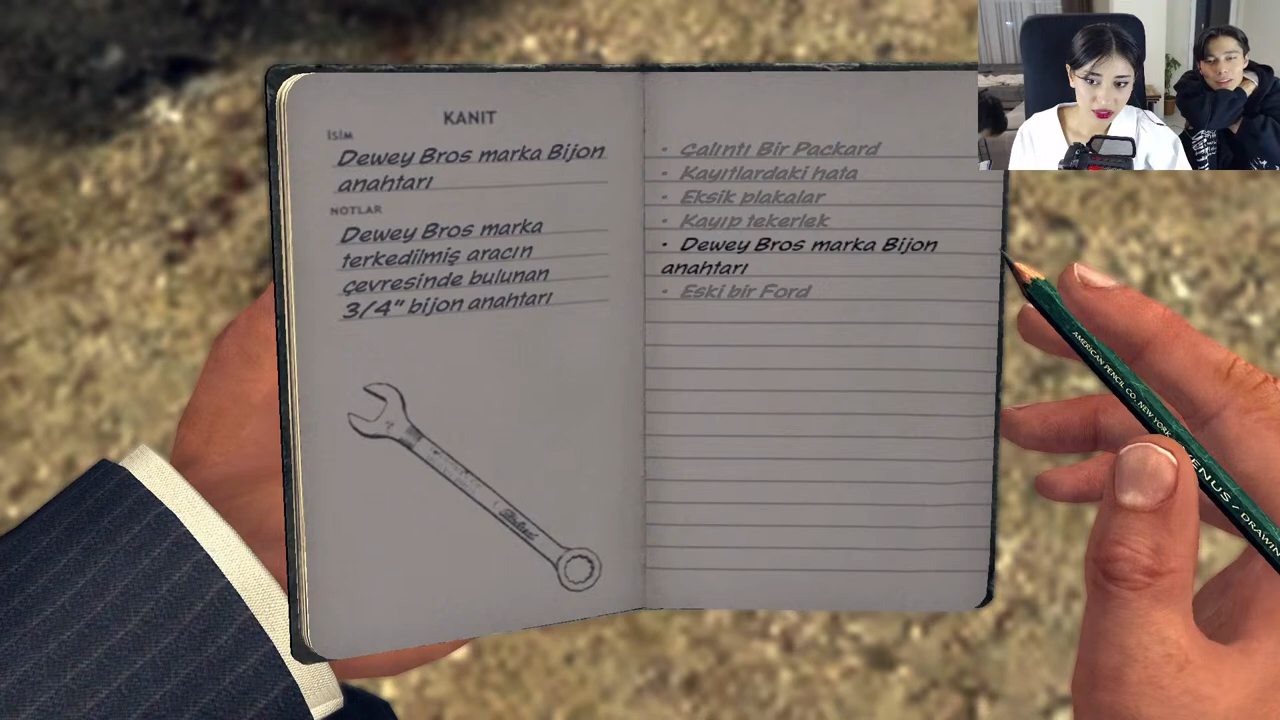 KANIT
İSİM
Dewey Bros marka Bijon
anahtarı
NOTLAR
Dewey Bros marka
terkedilmiş aracın
çevresinde bulunan
3/4" bijon anahtarı
• Çalıntı Bir Packard
• Kayıtlardaki hata
• Eksik plakalar
• Kayıp tekerlek
• Dewey Bros marka Bijon
anahtarı
• Eski bir Ford
AMERICAN PENCIL CO. NEW YORK
VENUS / DRAWIN